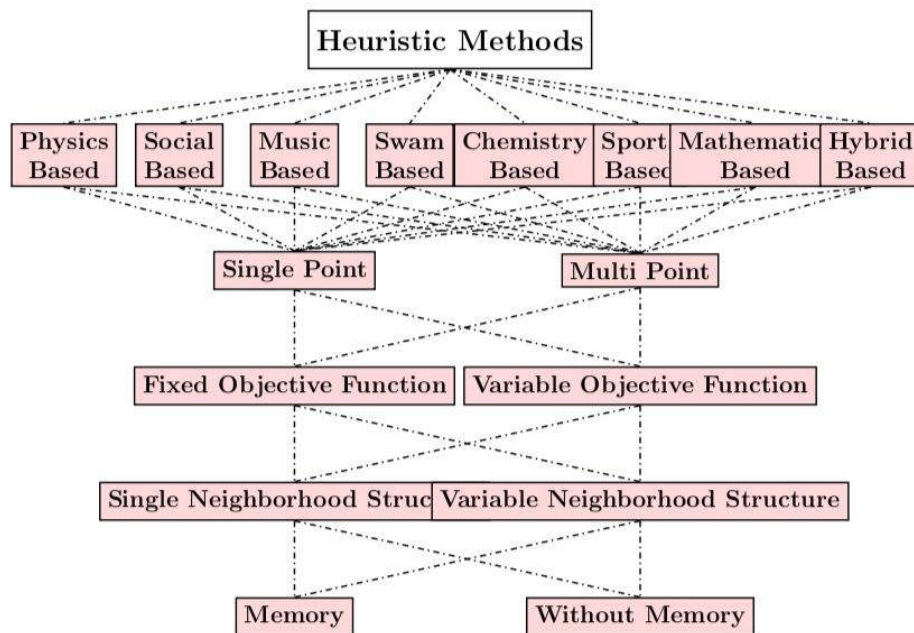 Heuristic Methods
Physics Based
Social Based
Music Based
Swam Based
Chemistry Based
Sport Based
Mathematic Based
Hybrid Based
Single Point
Multi Point
Fixed Objective Function
Variable Objective Function
Single Neighborhood Struc
Variable Neighborhood Structure
Memory
Without Memory